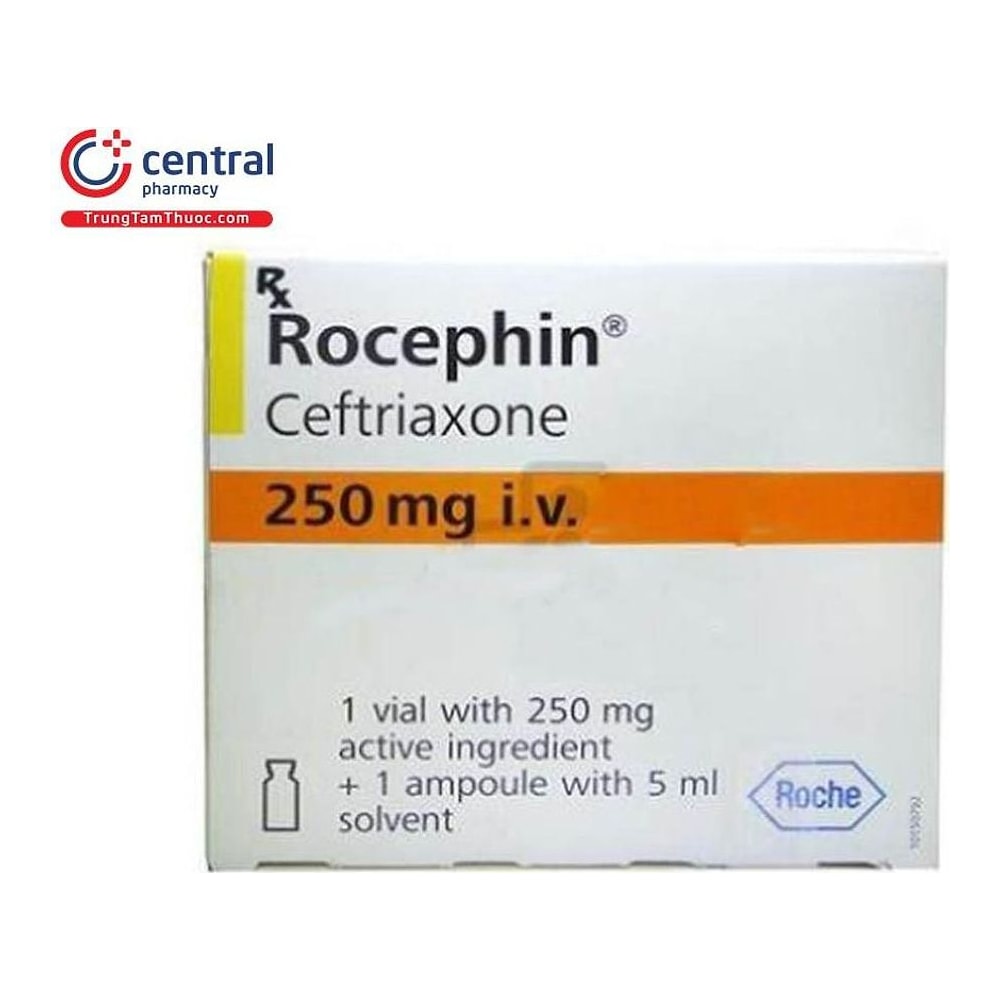 central
pharmacy
TrungTamThuoc.com
Rx
Rocephin®
Ceftriaxone
250 mg i.v.
1 vial with 250 mg
active ingredient
+ 1 ampoule with 5 ml
solvent
Roche